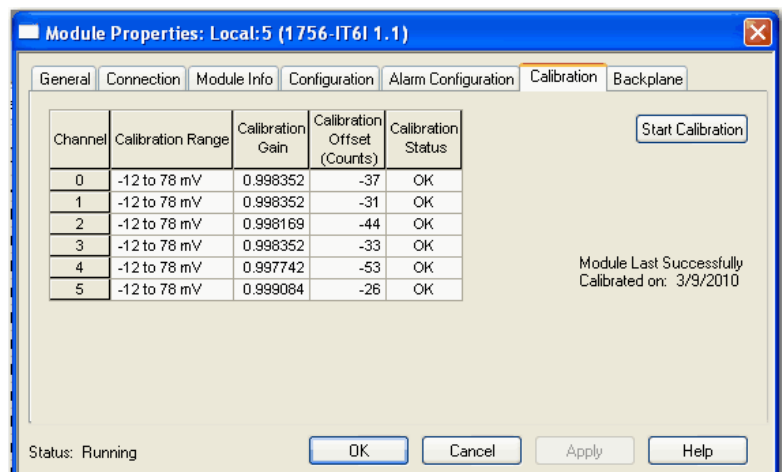 Module Properties: Local:5 (1756-IT6I 1.1)
General Connection Module Info Configuration Alarm Configuration Calibration Backplane
Channel Calibration Range Calibration Gain Calibration Offset (Counts) Calibration Status
0 -12 to 78 mV 0.998352 -37 OK
1 -12 to 78 mV 0.998352 -31 OK
2 -12 to 78 mV 0.998169 -44 OK
3 -12 to 78 mV 0.998352 -33 OK
4 -12 to 78 mV 0.997742 -53 OK
5 -12 to 78 mV 0.999084 -26 OK
Start Calibration
Module Last Successfully
Calibrated on: 3/9/2010
Status: Running
OK Cancel Apply Help